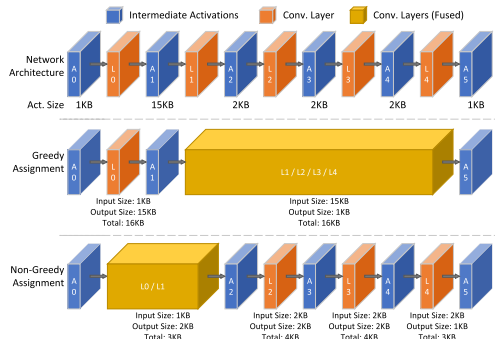 Intermediate Activations Conv. Layer Conv. Layers (Fused)
Network Architecture
A0 L0 A1 L1 A2 L2 A3 L3 A4 L4 A5
Act. Size 1KB 15KB 2KB 2KB 2KB 1KB
Greedy Assignment
A0 L0 A1 L1 / L2 / L3 / L4 A5
Input Size: 1KB Input Size: 15KB
Output Size: 15KB Output Size: 1KB
Total: 16KB Total: 16KB
Non-Greedy Assignment
A0 L0 / L1 A2 L2 A3 L3 A4 L4 A5
Input Size: 1KB Input Size: 2KB Input Size: 2KB Input Size: 2KB
Output Size: 2KB Output Size: 2KB Output Size: 2KB Output Size: 1KB
Total: 3KB Total: 4KB Total: 4KB Total: 3KB